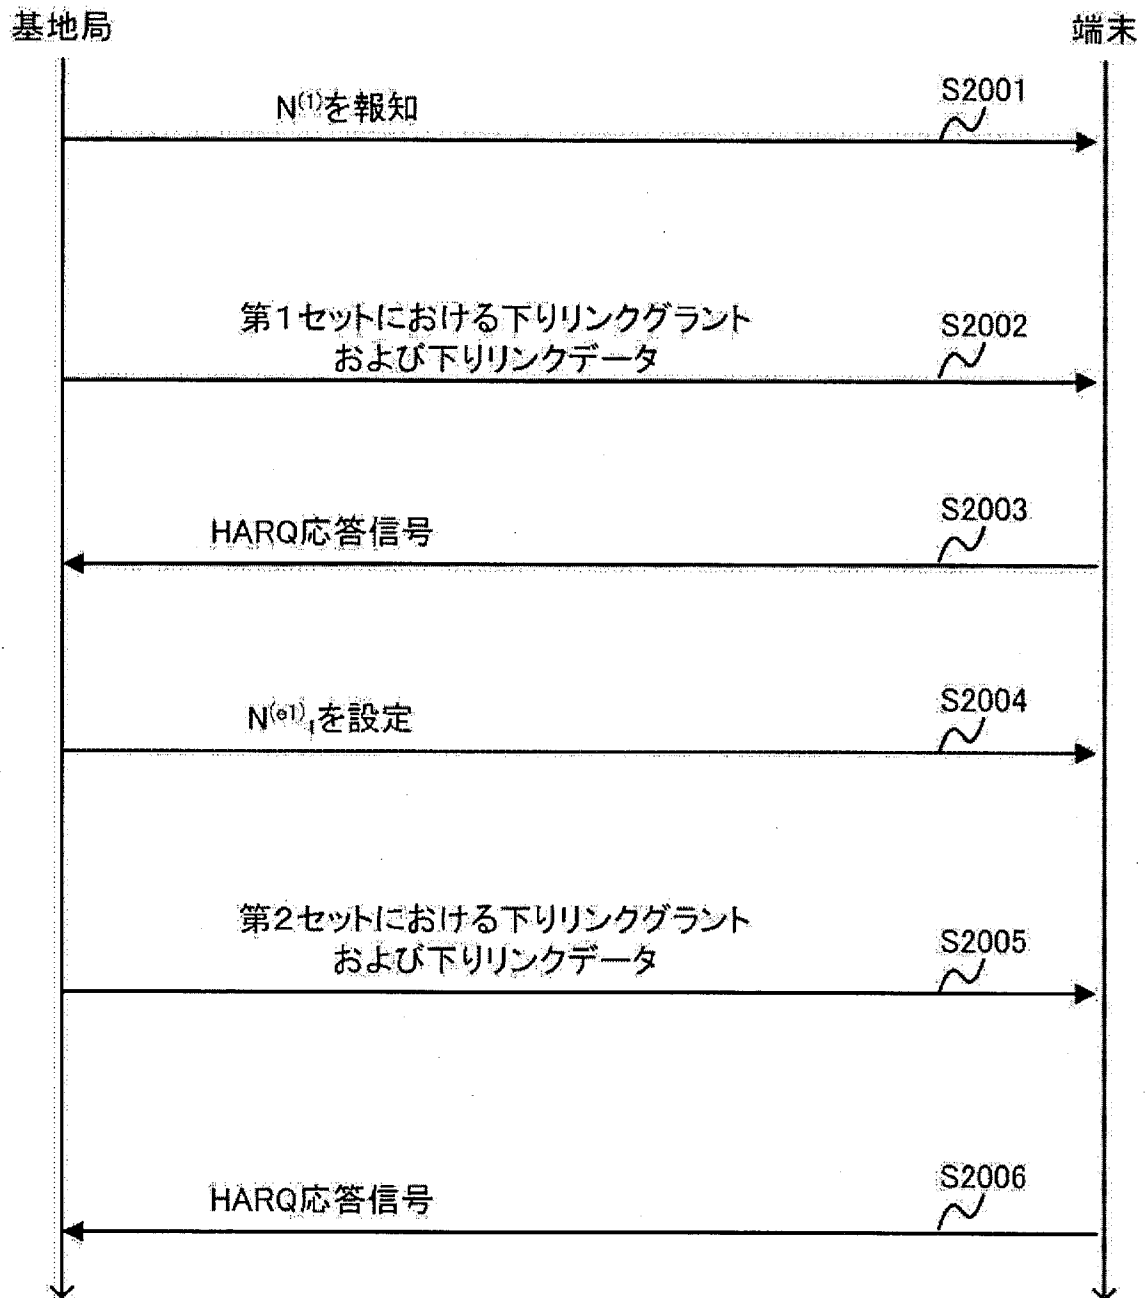 基地局
端末
N⁽¹⁾を報知
S2001
第1セットにおける下りリンクグラント
および下りリンクデータ
S2002
HARQ応答信号
S2003
N⁽ᵉ¹⁾₁を設定
S2004
第2セットにおける下りリンクグラント
および下りリンクデータ
S2005
HARQ応答信号
S2006